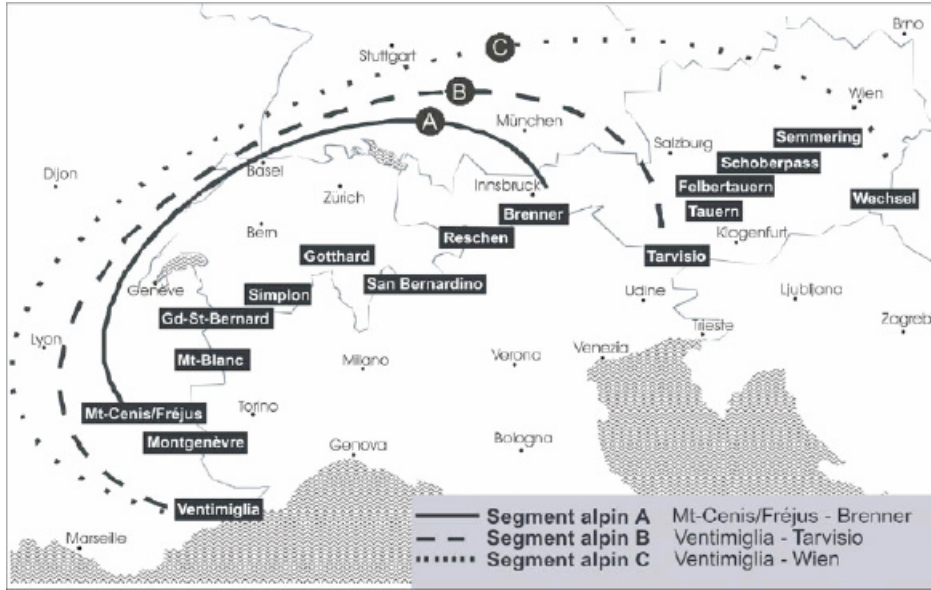 Brno
C
Stuttgart
B
Wien
A
München
Semmering
Salzburg
Schoberpass
Dijon
Basel
Innsbruck
Felbertauern
Zürich
Wechsel
Brenner
Tauern
Bern
Reschen
Klogenfurt
Gotthard
Tarvisio
San Bernardino
Genève
Simplon
Udine
Ljubljana
Gd-St-Bernard
Trieste
Zagreb
Lyon
Mt-Blanc
Milano
Verona
Venezia
Mt-Cenis/Fréjus
Torino
Montgenèvre
Genova
Bologna
Ventimiglia
Marseille
Segment alpin A Mt-Cenis/Fréjus - Brenner
Segment alpin B Ventimiglia - Tarvisio
Segment alpin C Ventimiglia - Wien